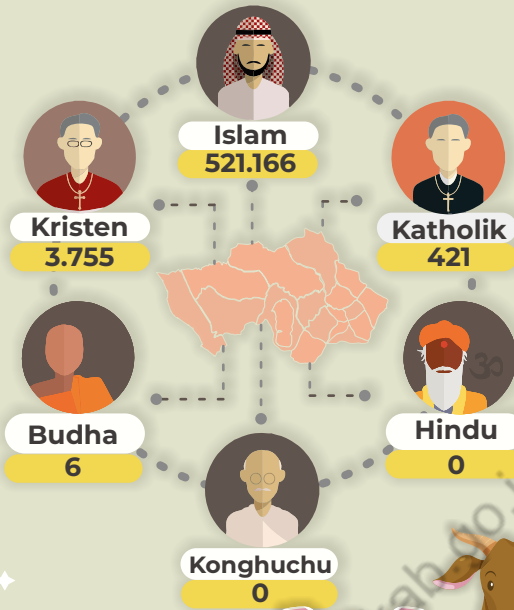 Islam
521.166
Kristen
3.755
Katholik
421
Budha
6
Hindu
0
Konghuchu
0
ॐ